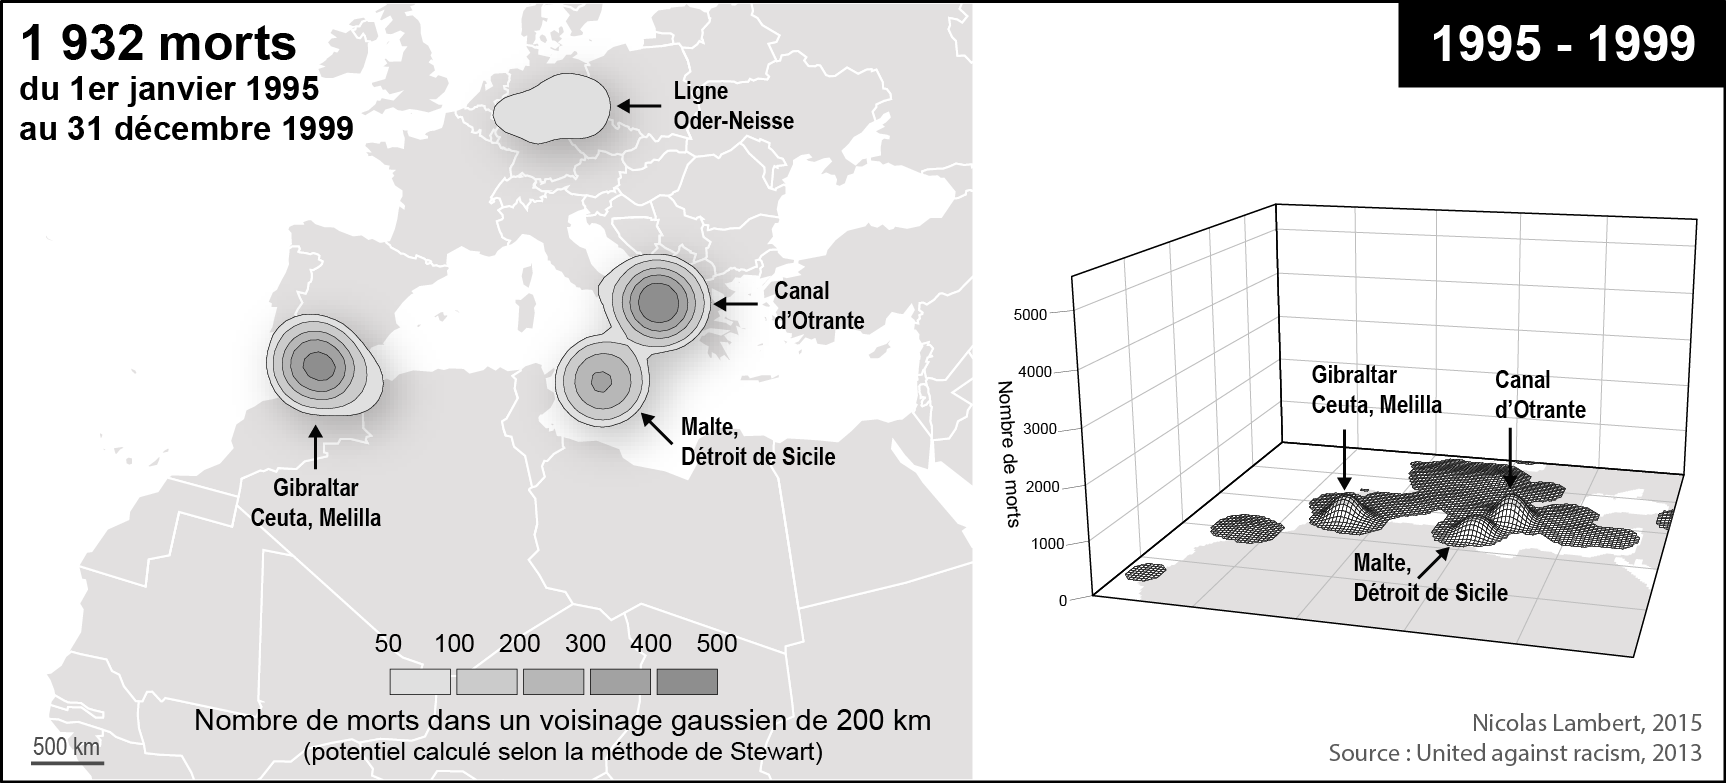 1 932 morts
du 1er janvier 1995
au 31 décembre 1999
1995 - 1999
Ligne
Oder-Neisse
Canal
d'Otrante
Malte,
Détroit de Sicile
Gibraltar
Ceuta, Melilla
50 100 200 300 400 500
Nombre de morts dans un voisinage gaussien de 200 km
(potentiel calculé selon la méthode de Stewart)
500 km
Nombre de morts
5000
4000
3000
2000
1000
0
Gibraltar
Ceuta, Melilla
Canal
d'Otrante
Malte,
Détroit de Sicile
Nicolas Lambert, 2015
Source : United against racism, 2013